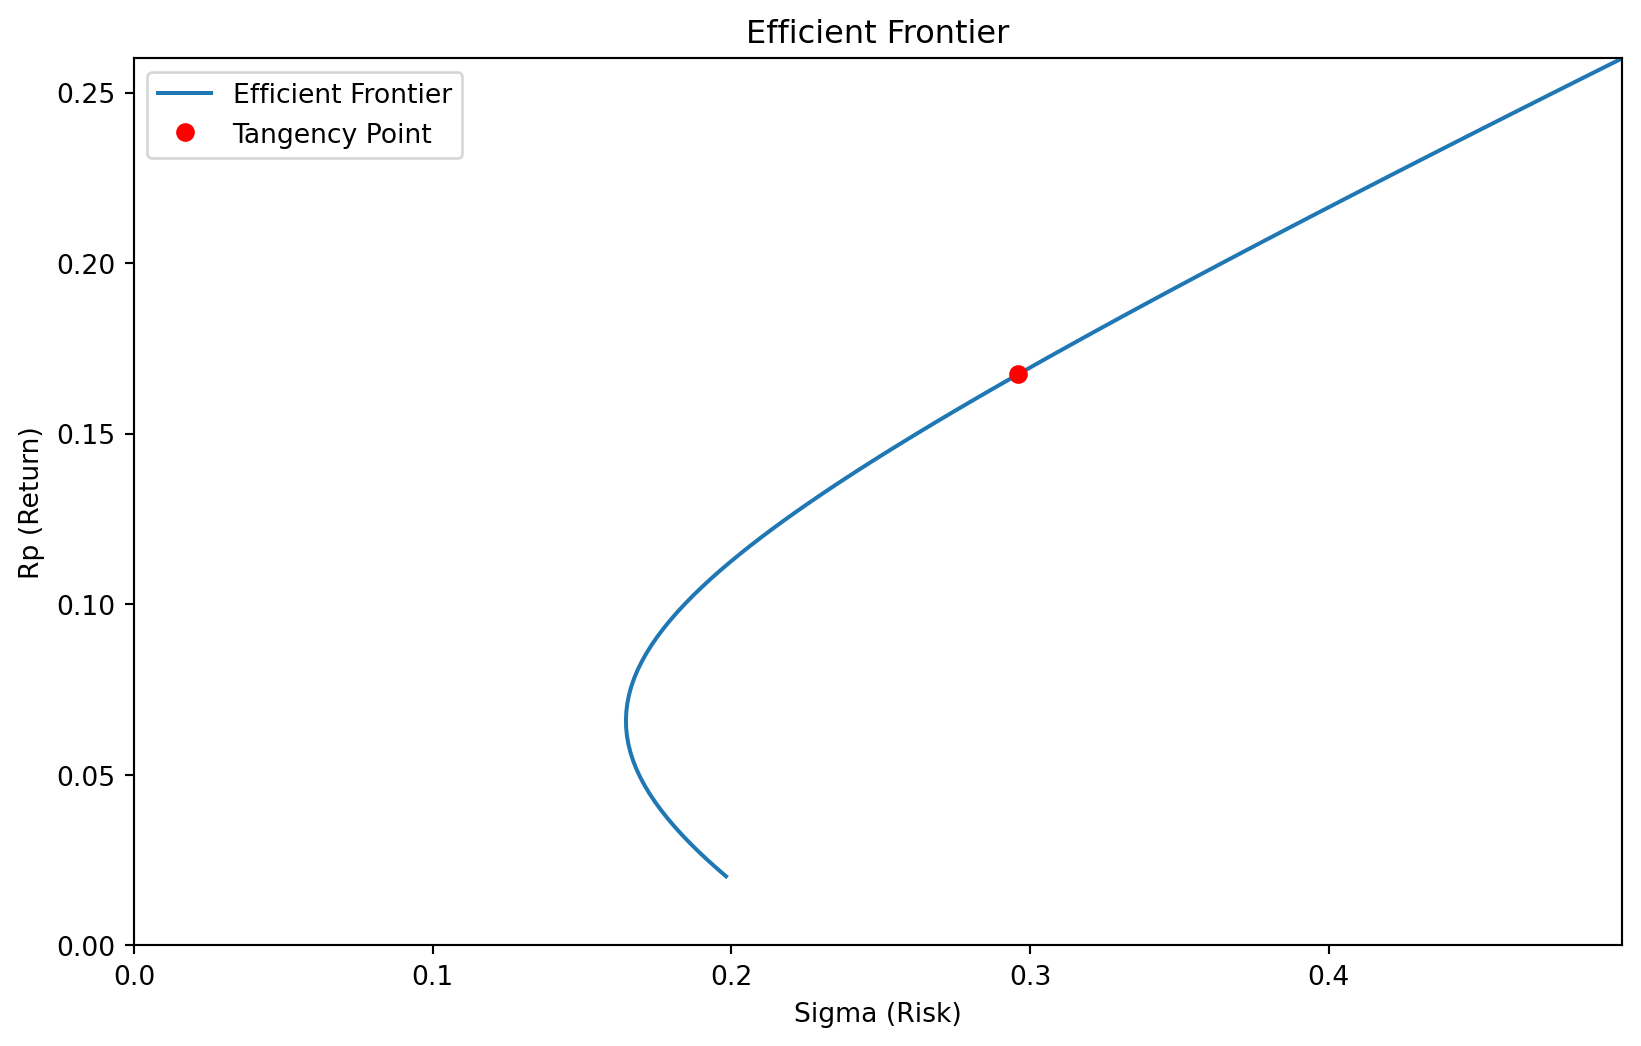 Efficient Frontier
Efficient Frontier
Tangency Point
0.25
0.20
0.15
0.10
0.05
0.00
Rp (Return)
0.0 0.1 0.2 0.3 0.4
Sigma (Risk)